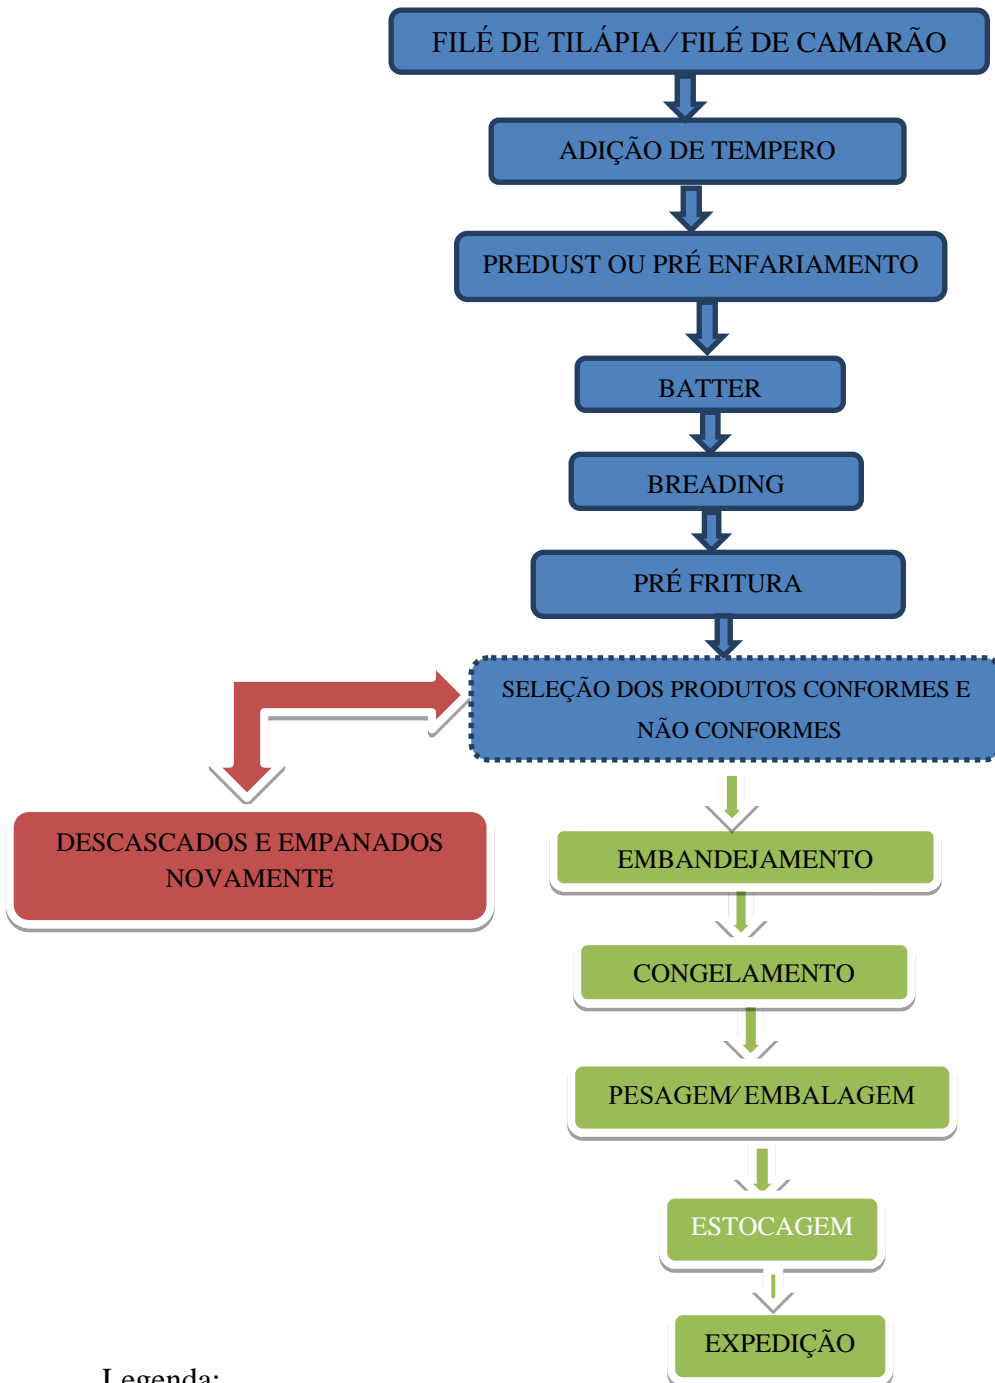 FILÉ DE TILÁPIA/FILÉ DE CAMARÃO
ADIÇÃO DE TEMPERO
PREDUST OU PRÉ ENFARIAMENTO
BATTER
BREADING
PRÉ FRITURA
SELEÇÃO DOS PRODUTOS CONFORMES E
NÃO CONFORMES
DESCASCADOS E EMPANADOS
NOVAMENTE
EMBANDEJAMENTO
CONGELAMENTO
PESAGEM/EMBALAGEM
ESTOCAGEM
EXPEDIÇÃO
Legenda: